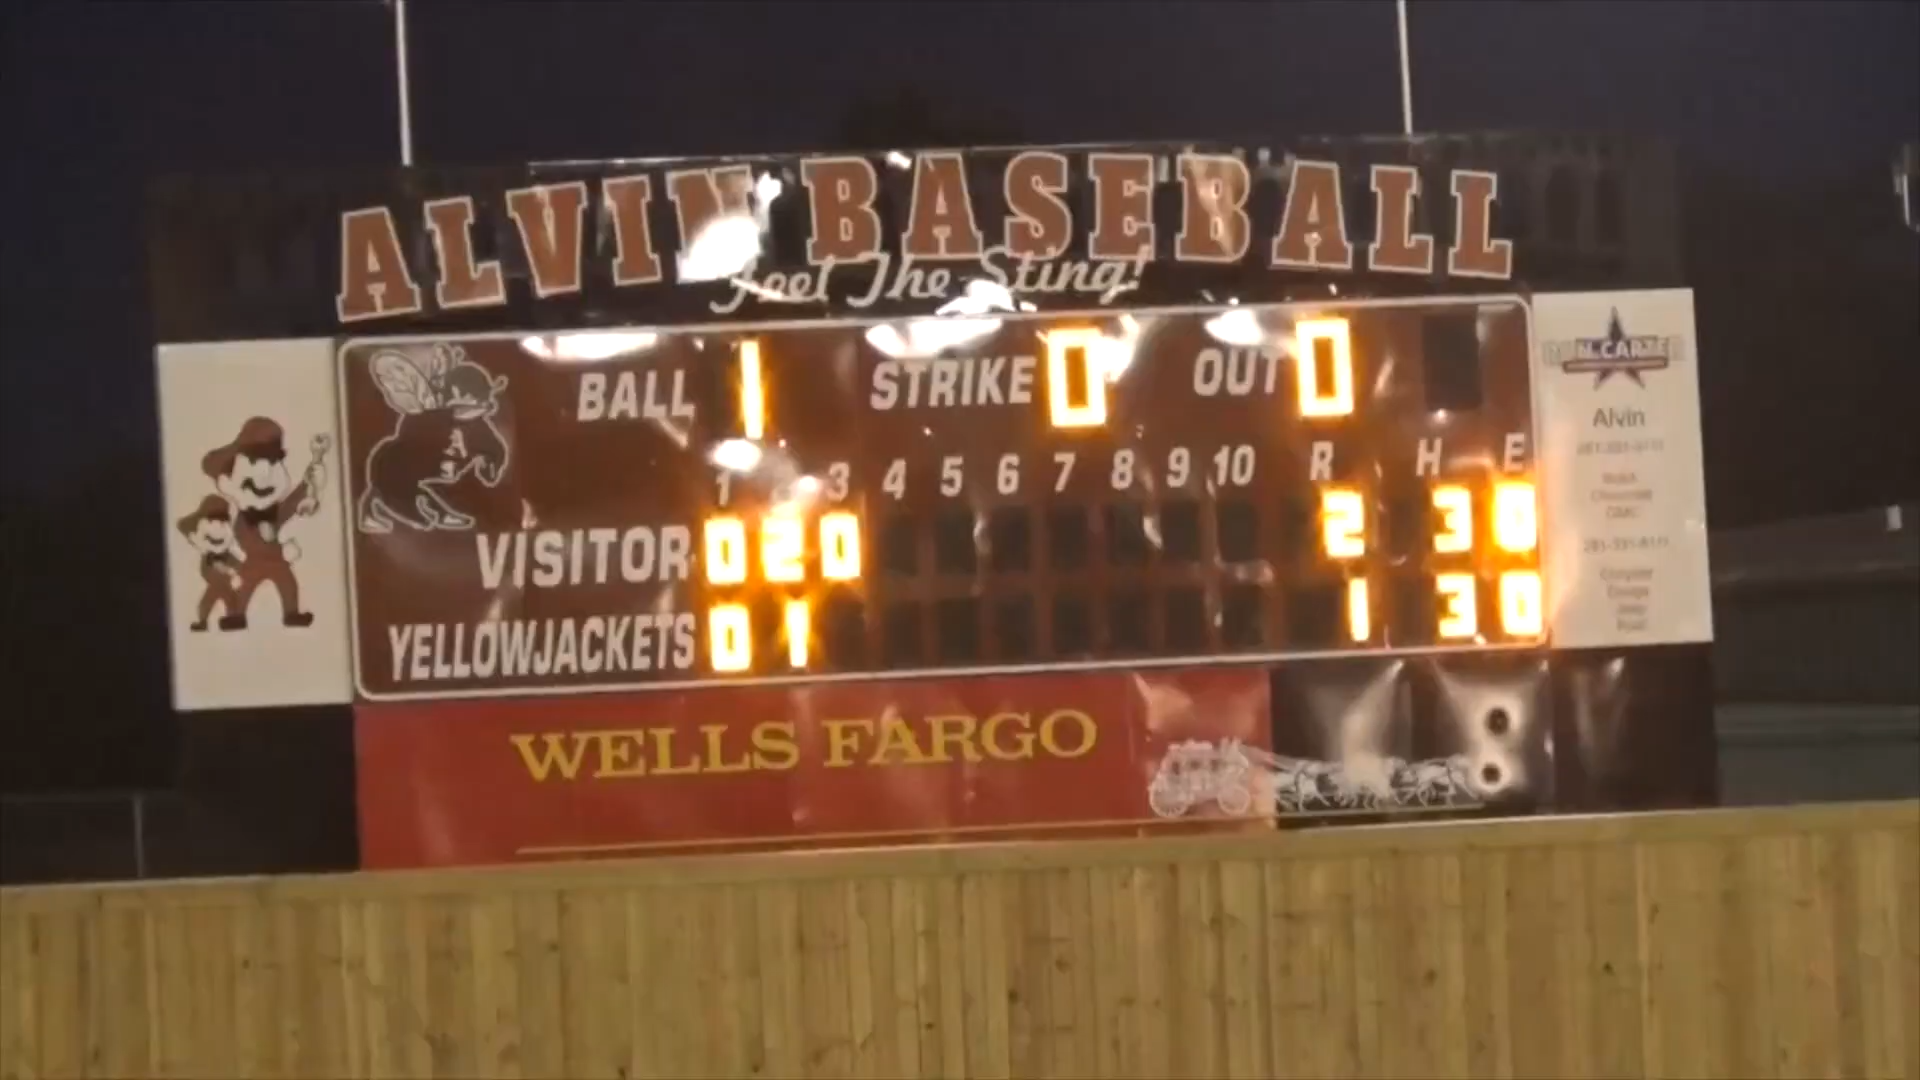 ALVIN BASEBALL
Feel The Sting!
BALL 1 STRIKE 0 OUT 0
1 2 3 4 5 6 7 8 9 10 R H E
VISITOR 0 2 0 2 3 0
YELLOWJACKETS 0 1 1 3 0
A
CARTER
Alvin
WELLS FARGO